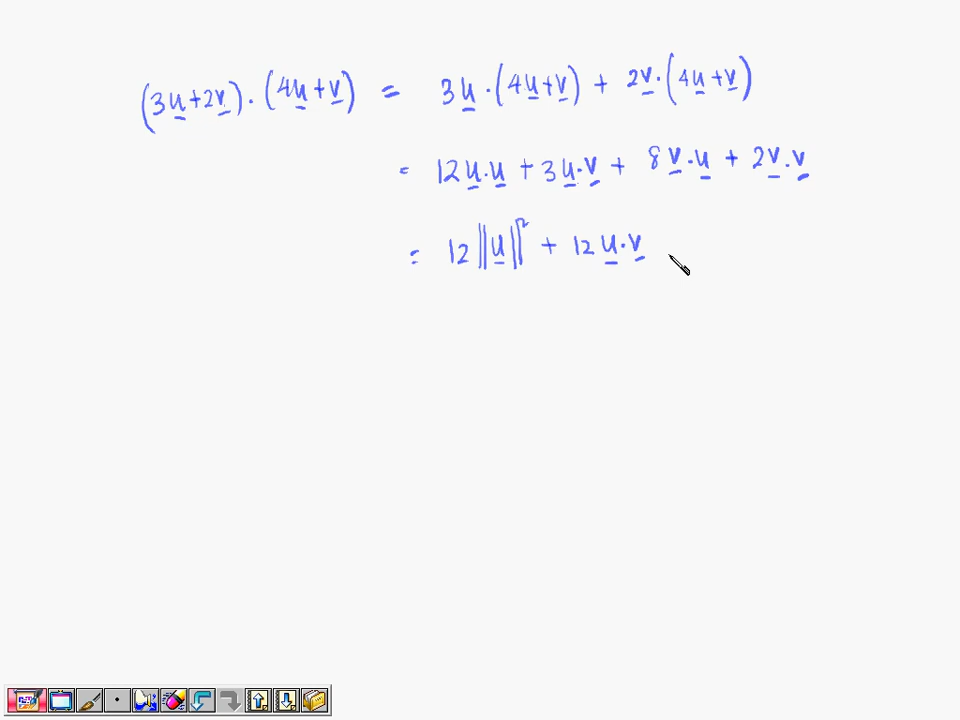 (3u+2v)·(4u+v) = 3u·(4u+v) + 2v·(4u+v)
= 12u·u + 3u·v + 8v·u + 2v·v
= 12||u||² + 12u·v